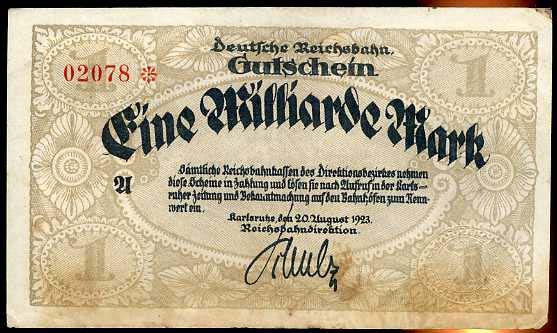 Deutsche Reichsbahn.
02078 *
Gutschein
1 1
Eine Milliarde Mark
A
Sämtliche Reichsbahnkassen des Direktionsbezirkes nehmen
diese Scheine in Zahlung und lösen sie nach Aufruf in der Karls-
ruher Zeitung und Bekanntmachung auf den Bahnhöfen zum Nenn-
wert ein.
Karlsruhe, den 20. August 1923.
Reichsbahndirektion.
Schulz
1 1